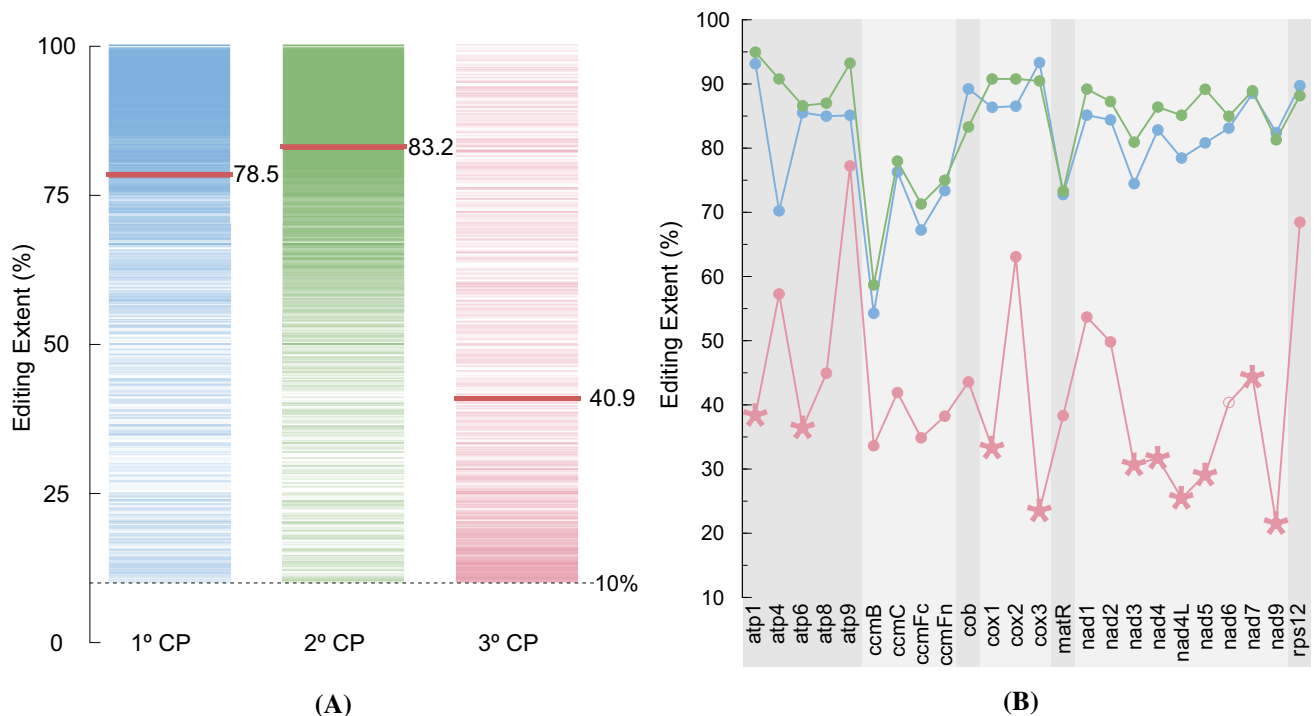 Editing Extent (%)
100
75
50
25
0
78.5
83.2
40.9
10%
1º CP
2º CP
3º CP
(A)
Editing Extent (%)
100
90
80
70
60
50
40
30
20
10
atp1
atp4
atp6
atp8
atp9
ccmB
ccmC
ccmFc
ccmFn
cob
cox1
cox2
cox3
matR
nad1
nad2
nad3
nad4
nad4L
nad5
nad6
nad7
nad9
rps12
(B)